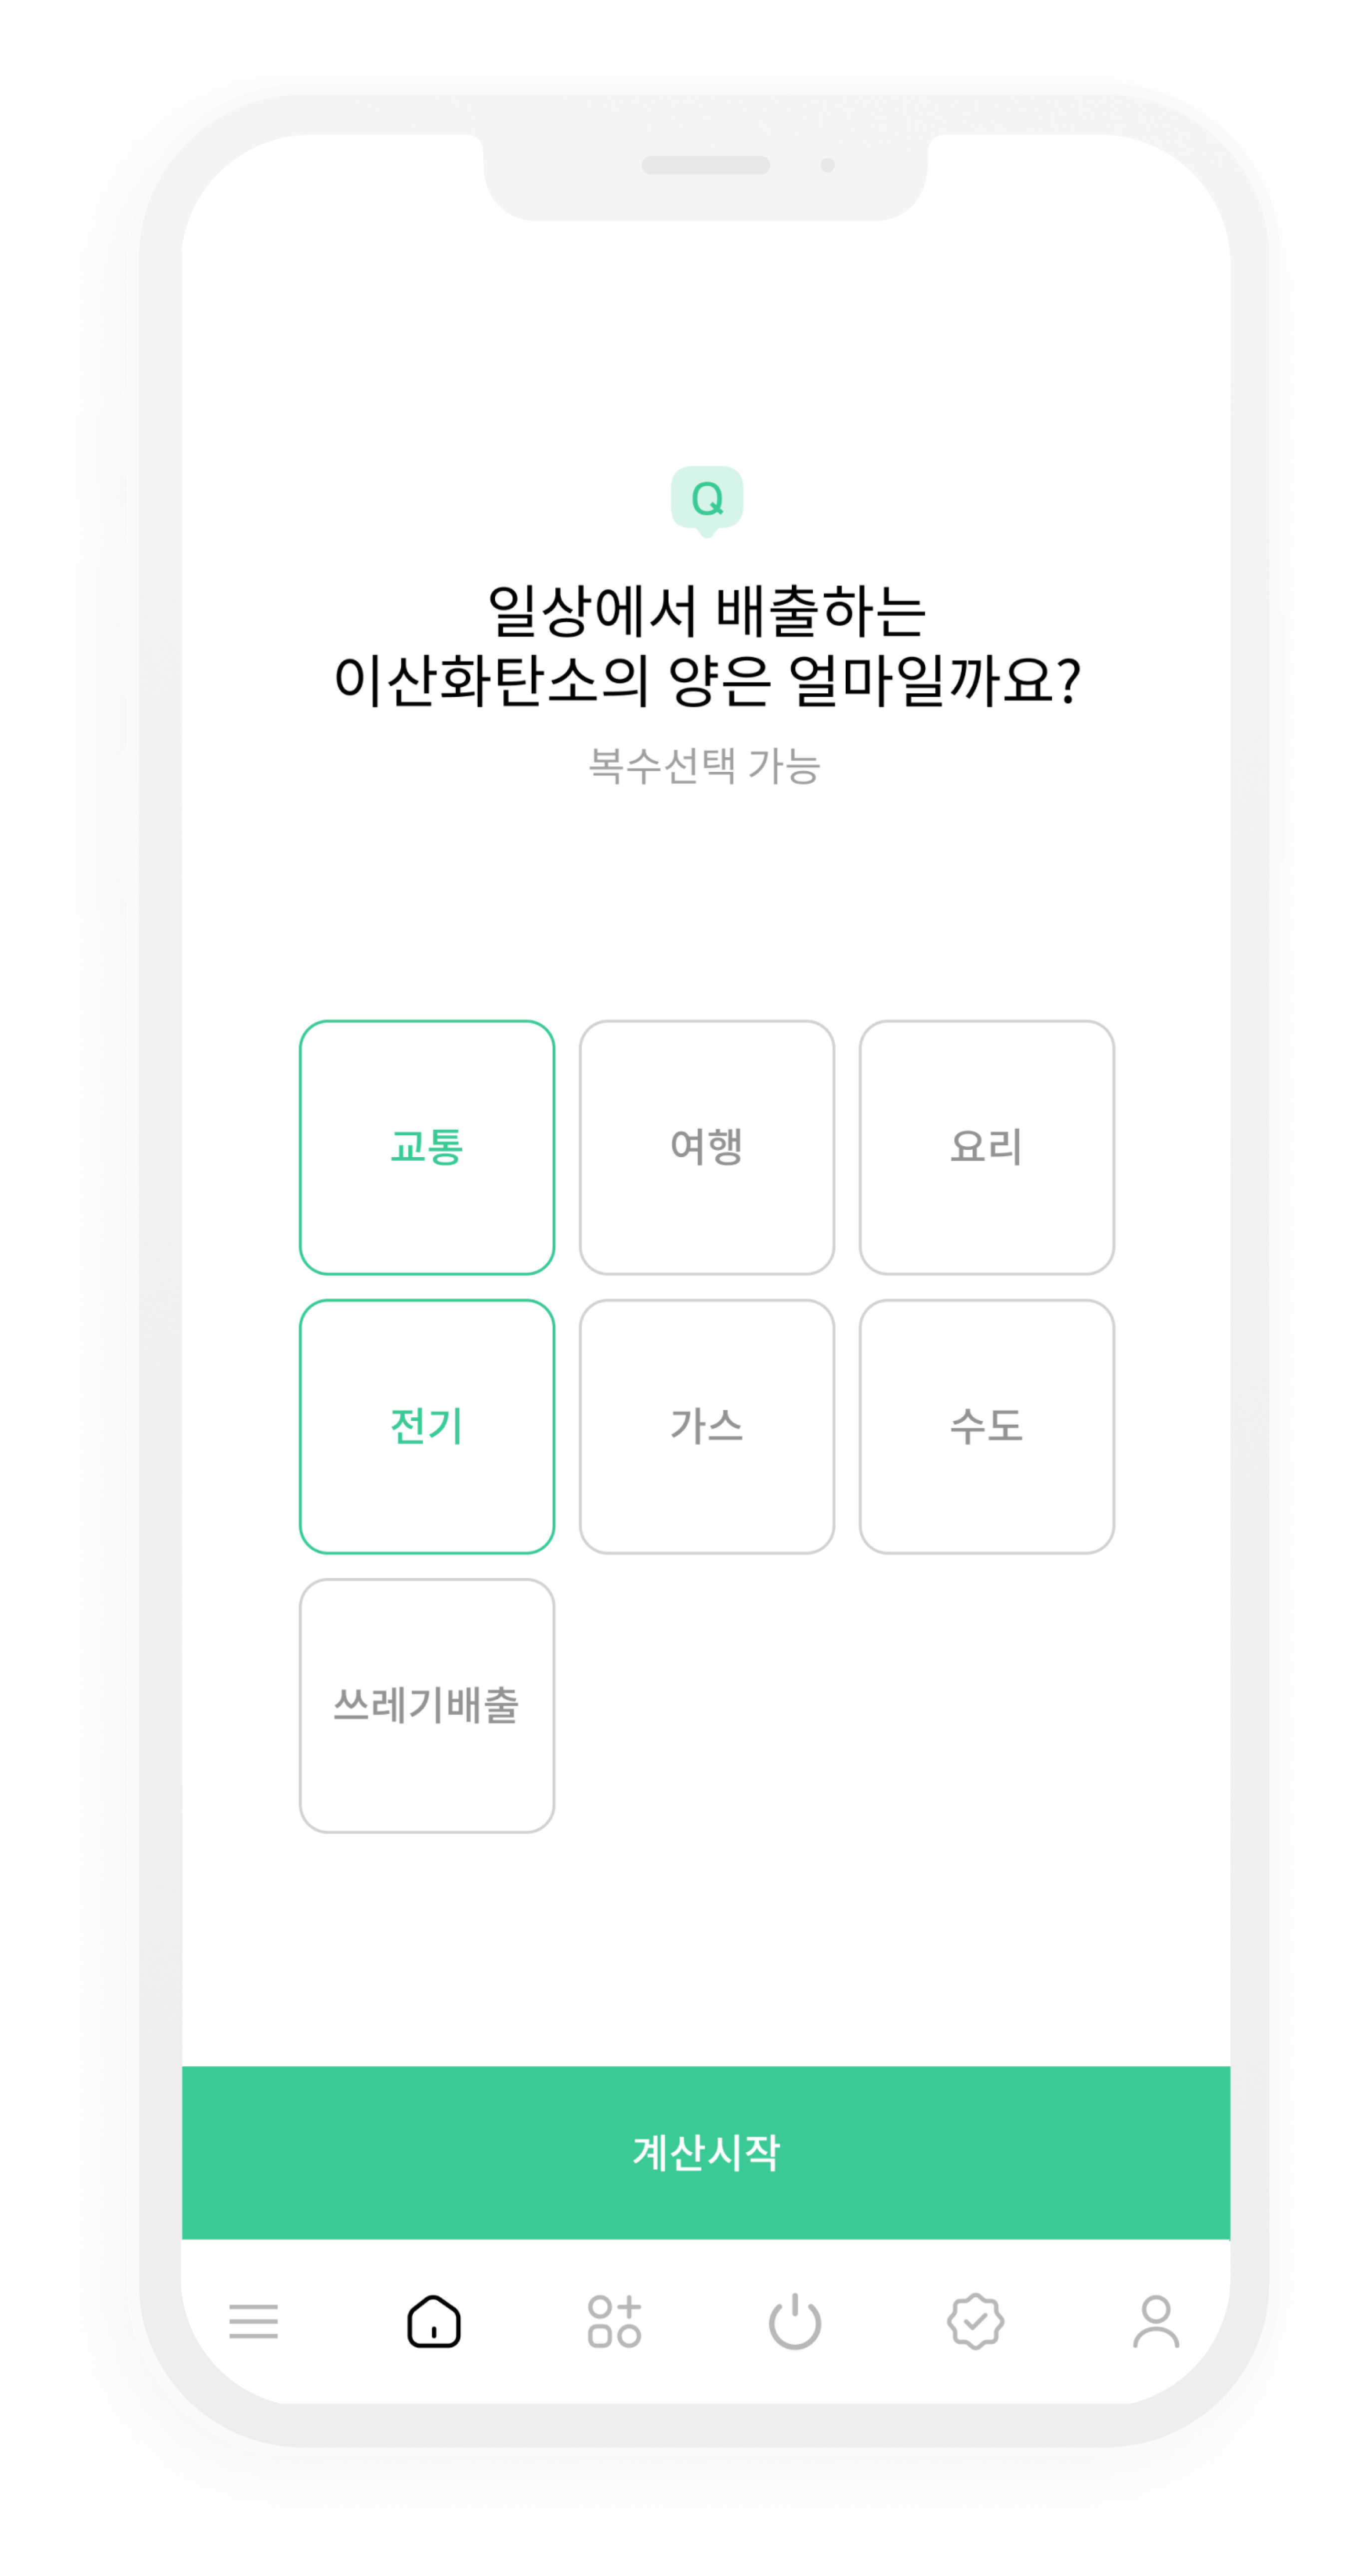 Q
일상에서 배출하는
이산화탄소의 양은 얼마일까요?
복수선택 가능
교통 여행 요리
전기 가스 수도
쓰레기배출
계산시작